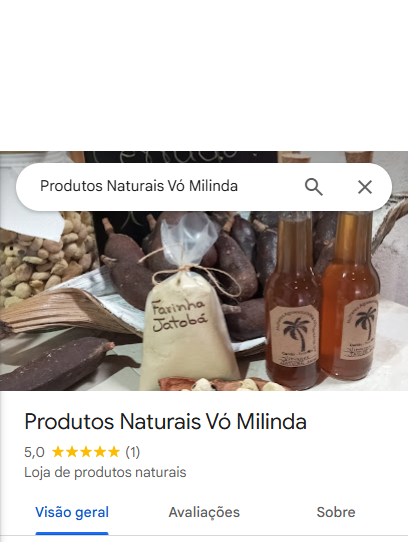 Produtos Naturais Vó Milinda
Farinha
Jatobá
Produtos Naturais Vó Milinda
5,0 (1)
Loja de produtos naturais
Visão geral
Avaliações
Sobre